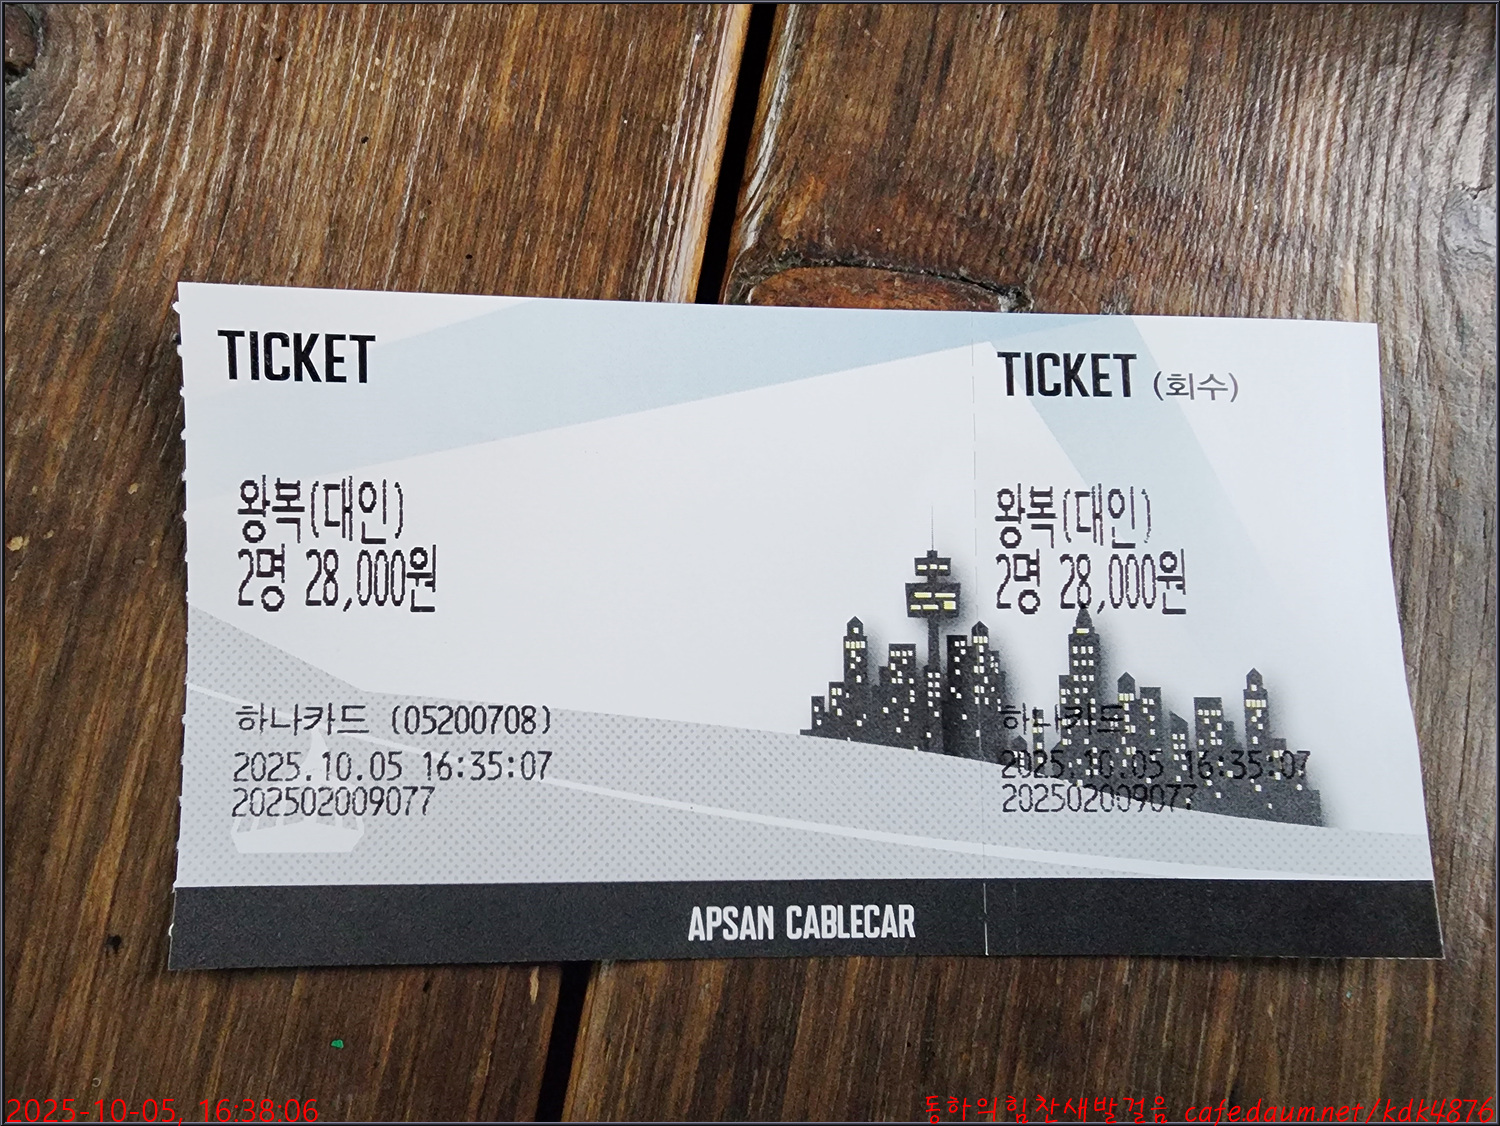 TICKET
왕복(대인)
2명 28,000원
하나카드 (05200708)
2025.10.05 16:35:07
202502009077
TICKET (회수)
왕복(대인)
2명 28,000원
하나카드
2025.10.05 16:35:07
202502009077
APSAN CABLECAR
2025-10-05, 16:38:06
동하의힘찬새발걸음 cafe.daum.net/kdk4876